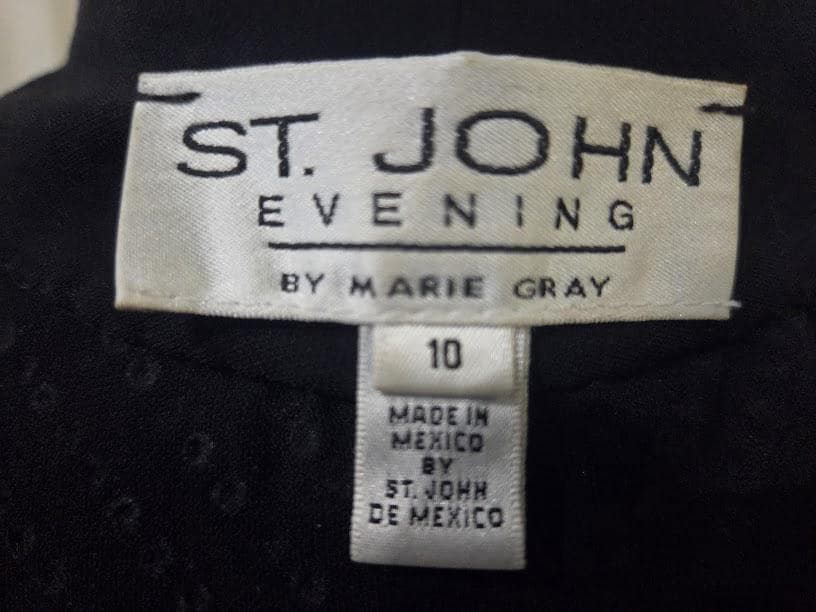 ST. JOHN
EVENING
BY MARIE GRAY
10
MADE IN
MEXICO
BY
ST. JOHN
DE MEXICO